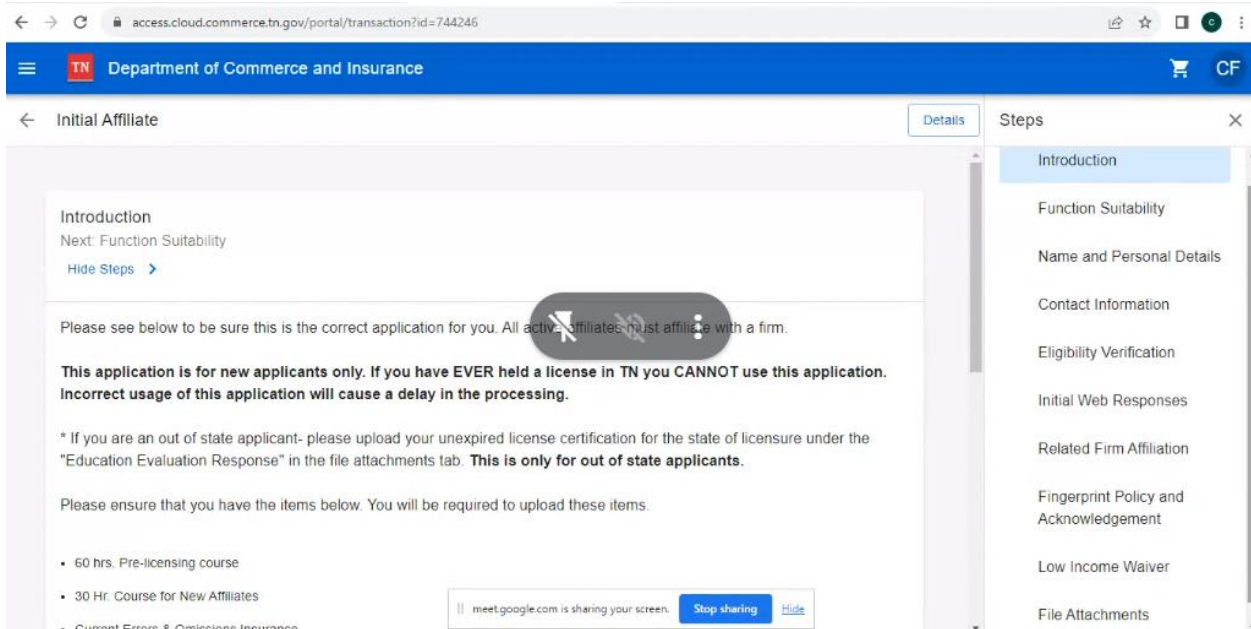 access.cloud.commerce.tn.gov/portal/transaction?id=744246
c
TN Department of Commerce and Insurance
CF
Initial Affiliate
Details
Introduction
Next: Function Suitability
Hide Steps
Please see below to be sure this is the correct application for you. All active affiliates must affiliate with a firm.
This application is for new applicants only. If you have EVER held a license in TN you CANNOT use this application.
Incorrect usage of this application will cause a delay in the processing.
* If you are an out of state applicant- please upload your unexpired license certification for the state of licensure under the
"Education Evaluation Response" in the file attachments tab. This is only for out of state applicants.
Please ensure that you have the items below. You will be required to upload these items.
• 60 hrs. Pre-licensing course
• 30 Hr. Course for New Affiliates
• Current Errors & Omissions Insurance
meet.google.com is sharing your screen.
Stop sharing
Hide
Steps
Introduction
Function Suitability
Name and Personal Details
Contact Information
Eligibility Verification
Initial Web Responses
Related Firm Affiliation
Fingerprint Policy and
Acknowledgement
Low Income Waiver
File Attachments